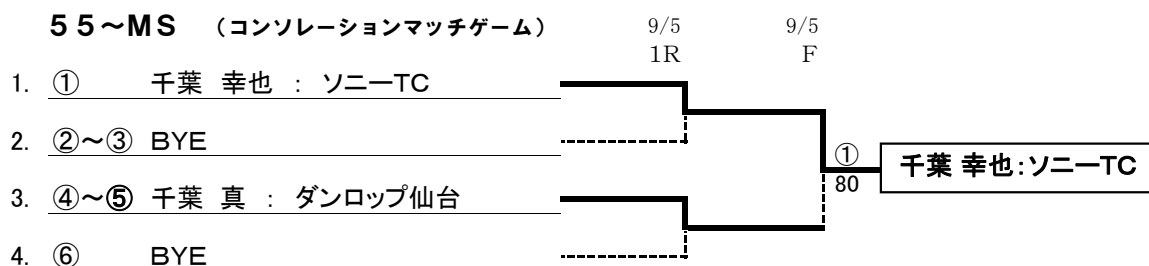 55~MS (コンソレーションマッチゲーム) 9/5 9/5
1R F
1. ① 千葉 幸也 : ソニーTC
2. ②~③ BYE
① 千葉 幸也:ソニーTC
80
3. ④~⑤ 千葉 真 : ダンロップ仙台
4. ⑥ BYE